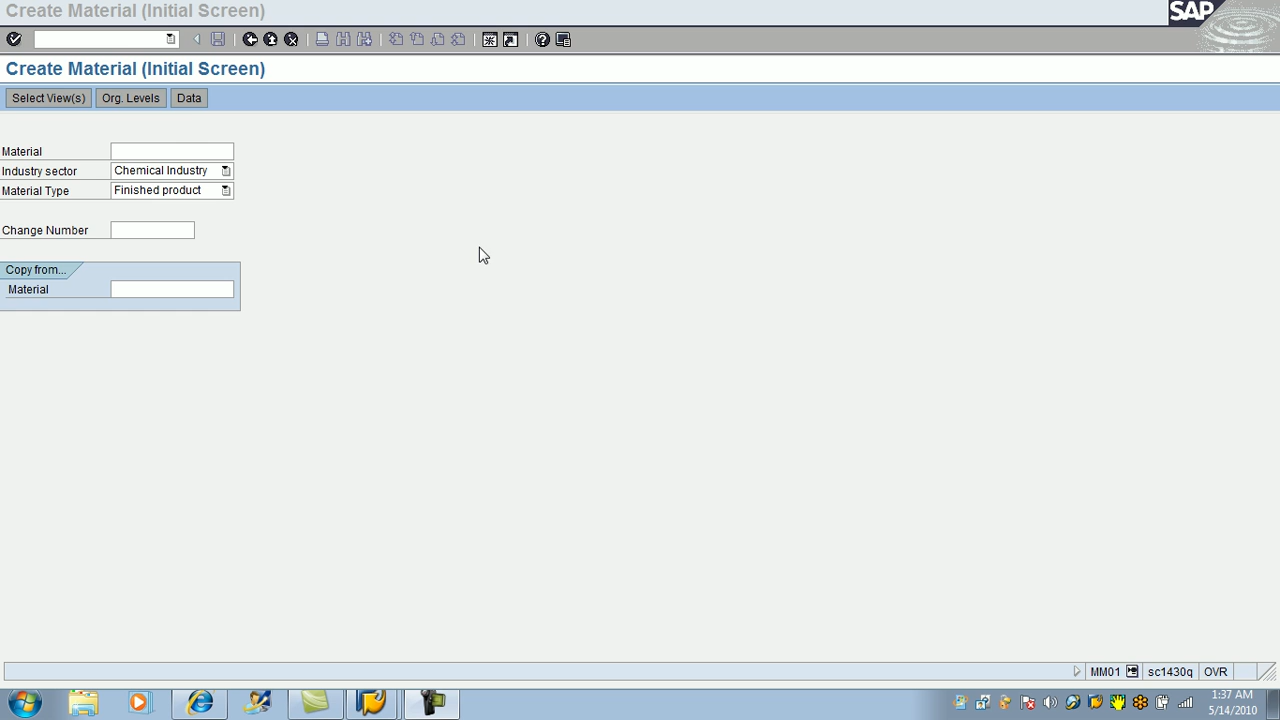 Create Material (Initial Screen)
SAP
Create Material (Initial Screen)
Select View(s) Org. Levels Data
Material
Industry sector Chemical Industry
Material Type Finished product
Change Number
Copy from...
Material
MM01 sc1430q OVR
1:37 AM
5/14/2010